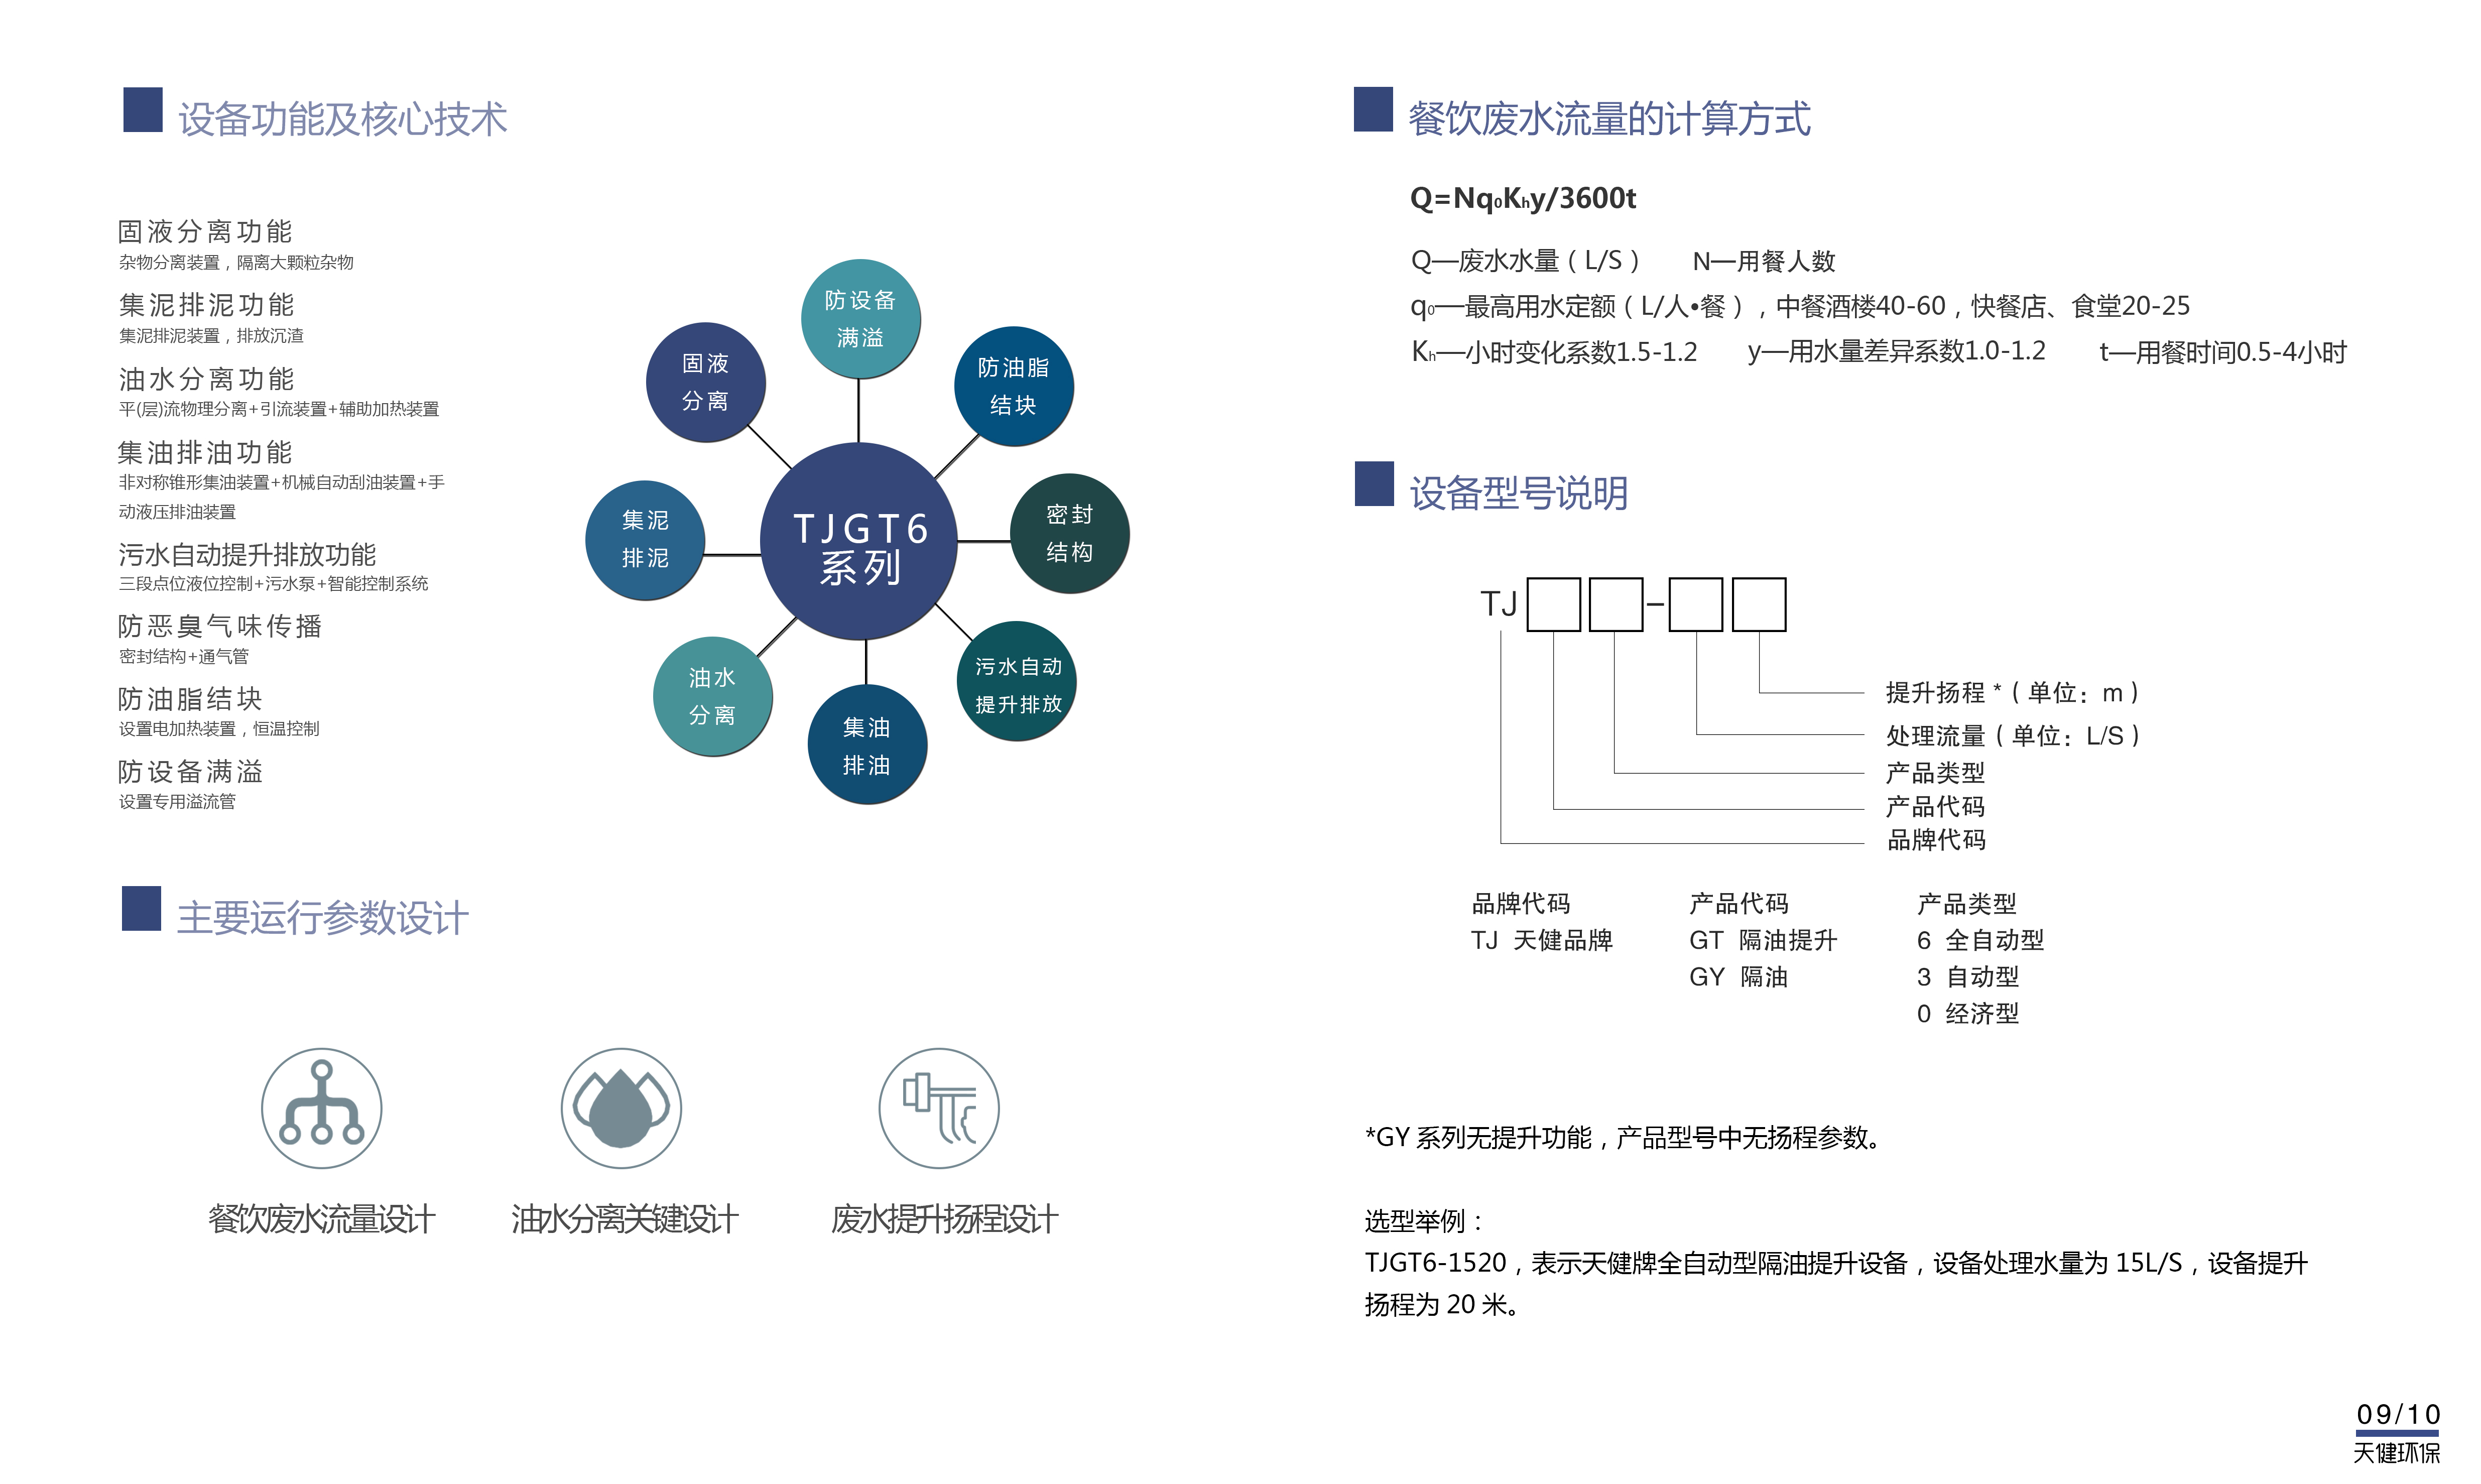 设备功能及核心技术
固液分离功能
杂物分离装置，隔离大颗粒杂物
集泥排泥功能
集泥排泥装置，排放沉渣
油水分离功能
平(层)流物理分离+引流装置+辅助加热装置
集油排油功能
非对称锥形集油装置+机械自动刮油装置+手
动液压排油装置
污水自动提升排放功能
三段点位液位控制+污水泵+智能控制系统
防恶臭气味传播
密封结构+通气管
防油脂结块
设置电加热装置，恒温控制
防设备满溢
设置专用溢流管
防设备
满溢
固液
分离
防油脂
结块
集泥
排泥
TJGT6
系列
密封
结构
油水
分离
污水自动
提升排放
集油
排油
主要运行参数设计
餐饮废水流量设计
油水分离关键设计
废水提升扬程设计
餐饮废水流量的计算方式
Q=Nq₀Kₕy/3600t
Q—废水水量（L/S） N—用餐人数
q₀—最高用水定额（L/人•餐），中餐酒楼40-60，快餐店、食堂20-25
Kₕ—小时变化系数1.5-1.2 y—用水量差异系数1.0-1.2 t—用餐时间0.5-4小时
设备型号说明
TJ□□-□□
提升扬程 *（单位：m）
处理流量（单位：L/S）
产品类型
产品代码
品牌代码
品牌代码 产品代码 产品类型
TJ 天健品牌 GT 隔油提升 6 全自动型
GY 隔油 3 自动型
0 经济型
*GY 系列无提升功能，产品型号中无扬程参数。
选型举例：
TJGT6-1520，表示天健牌全自动型隔油提升设备，设备处理水量为 15L/S，设备提升
扬程为 20 米。
09/10
天健环保